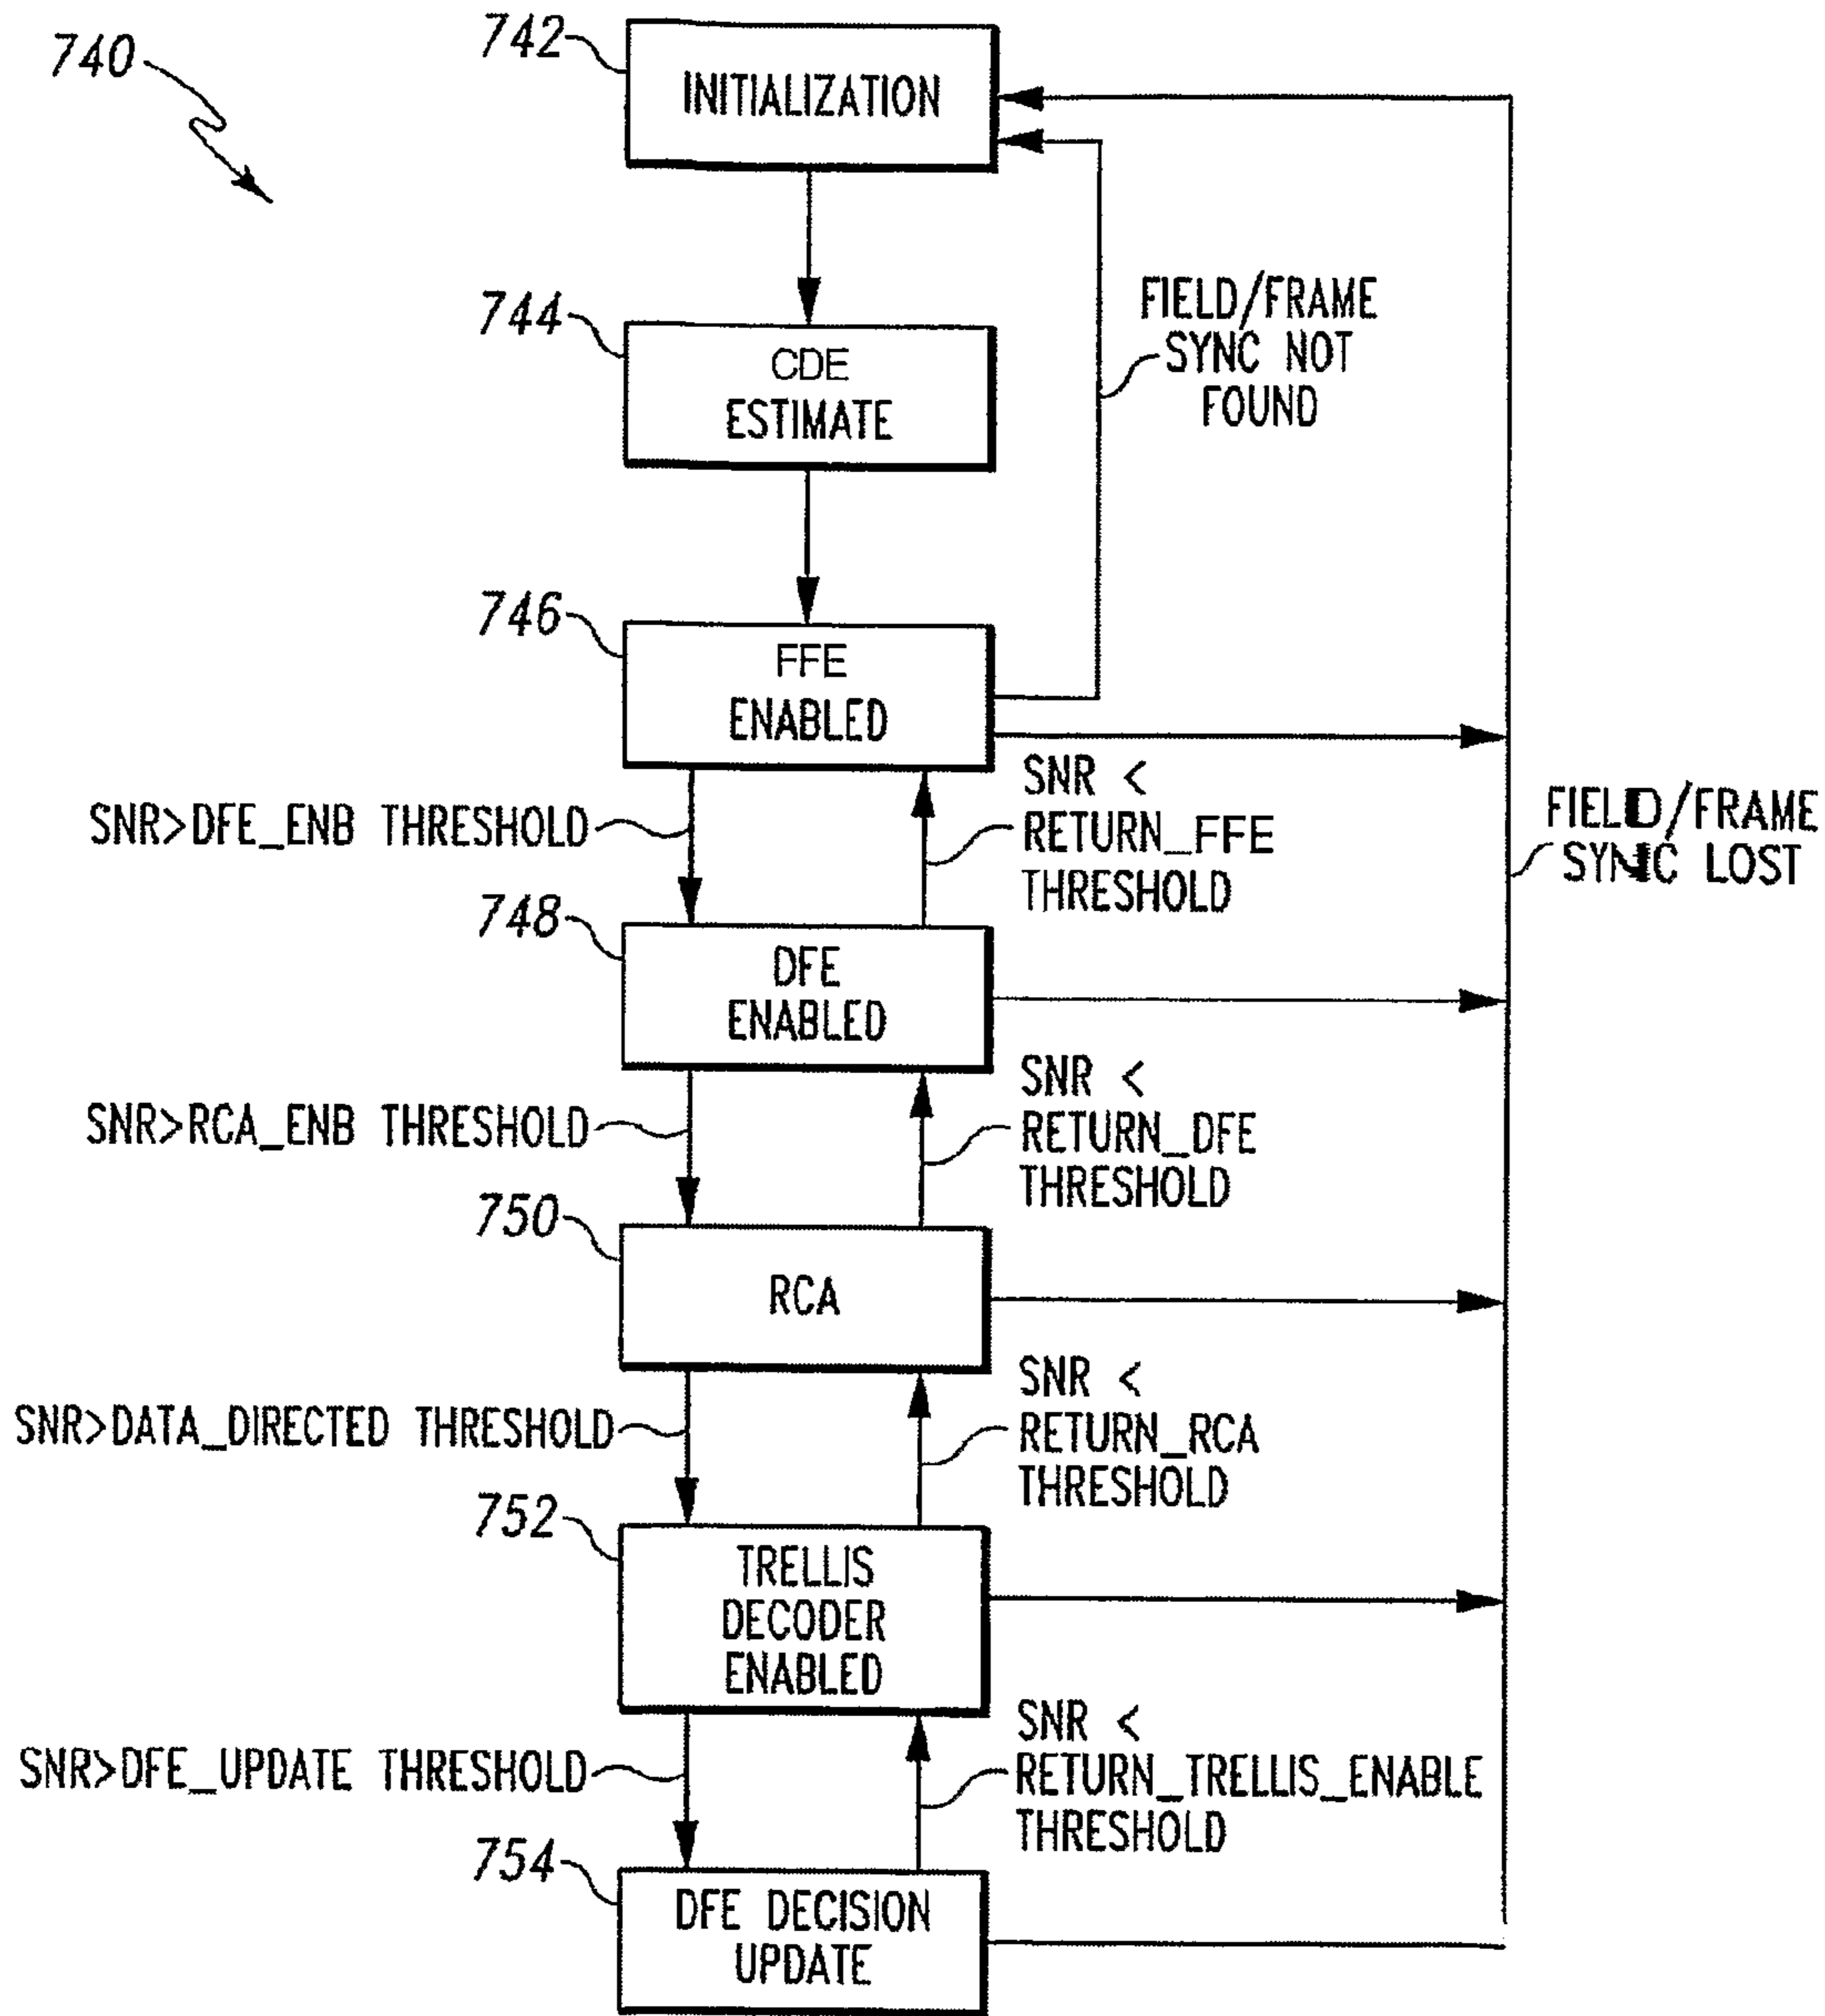 740
742
INITIALIZATION
744
CDE
ESTIMATE
FIELD/FRAME
SYNC NOT
FOUND
746
FFE
ENABLED
SNR>DFE_ENB THRESHOLD
SNR <
RETURN_FFE
THRESHOLD
FIELD/FRAME
SYNC LOST
748
DFE
ENABLED
SNR>RCA_ENB THRESHOLD
SNR <
RETURN_DFE
THRESHOLD
750
RCA
SNR>DATA_DIRECTED THRESHOLD
SNR <
RETURN_RCA
THRESHOLD
752
TRELLIS
DECODER
ENABLED
SNR>DFE_UPDATE THRESHOLD
SNR <
RETURN_TRELLIS_ENABLE
THRESHOLD
754
DFE DECISION
UPDATE